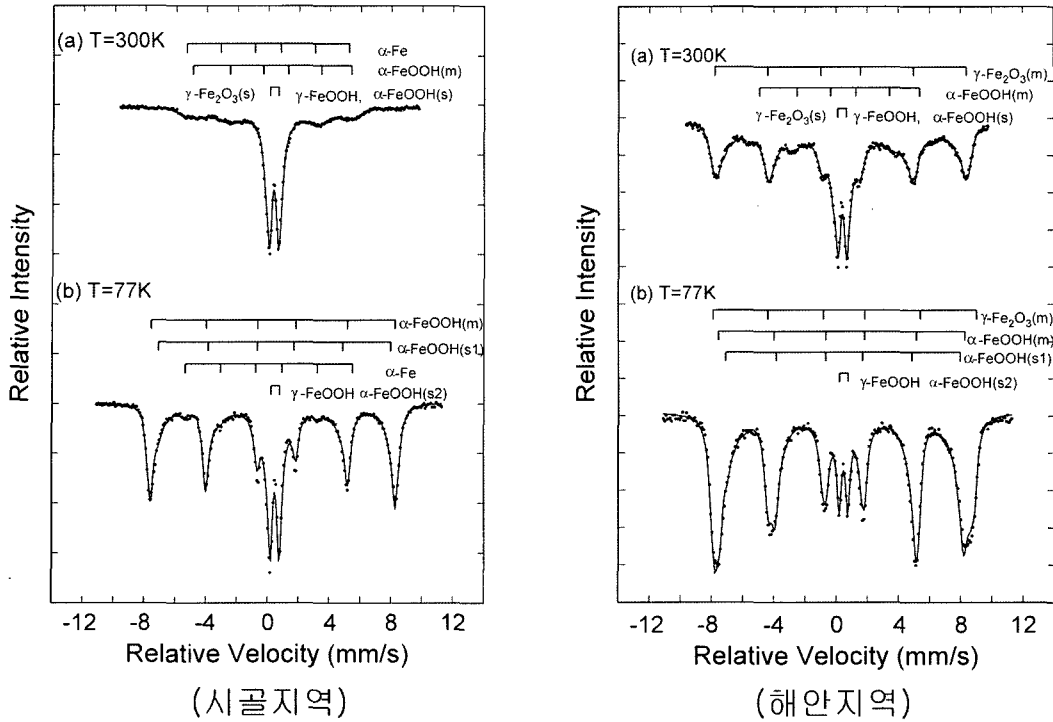 (a) T=300K
α-Fe
α-FeOOH(m)
γ-Fe₂O₃(s) γ-FeOOH, α-FeOOH(s)
(b) T=77K
α-FeOOH(m)
α-FeOOH(s1)
α-Fe
γ-FeOOH α-FeOOH(s2)
Relative Intensity
-12 -8 -4 0 4 8 12
Relative Velocity (mm/s)
(시골지역)
(a) T=300K
γ-Fe₂O₃(m)
α-FeOOH(m)
γ-Fe₂O₃(s) γ-FeOOH, α-FeOOH(s)
(b) T=77K
γ-Fe₂O₃(m)
α-FeOOH(m)
α-FeOOH(s1)
γ-FeOOH α-FeOOH(s2)
Relative Intensity
-12 -8 -4 0 4 8 12
Relative Velocity (mm/s)
(해안지역)